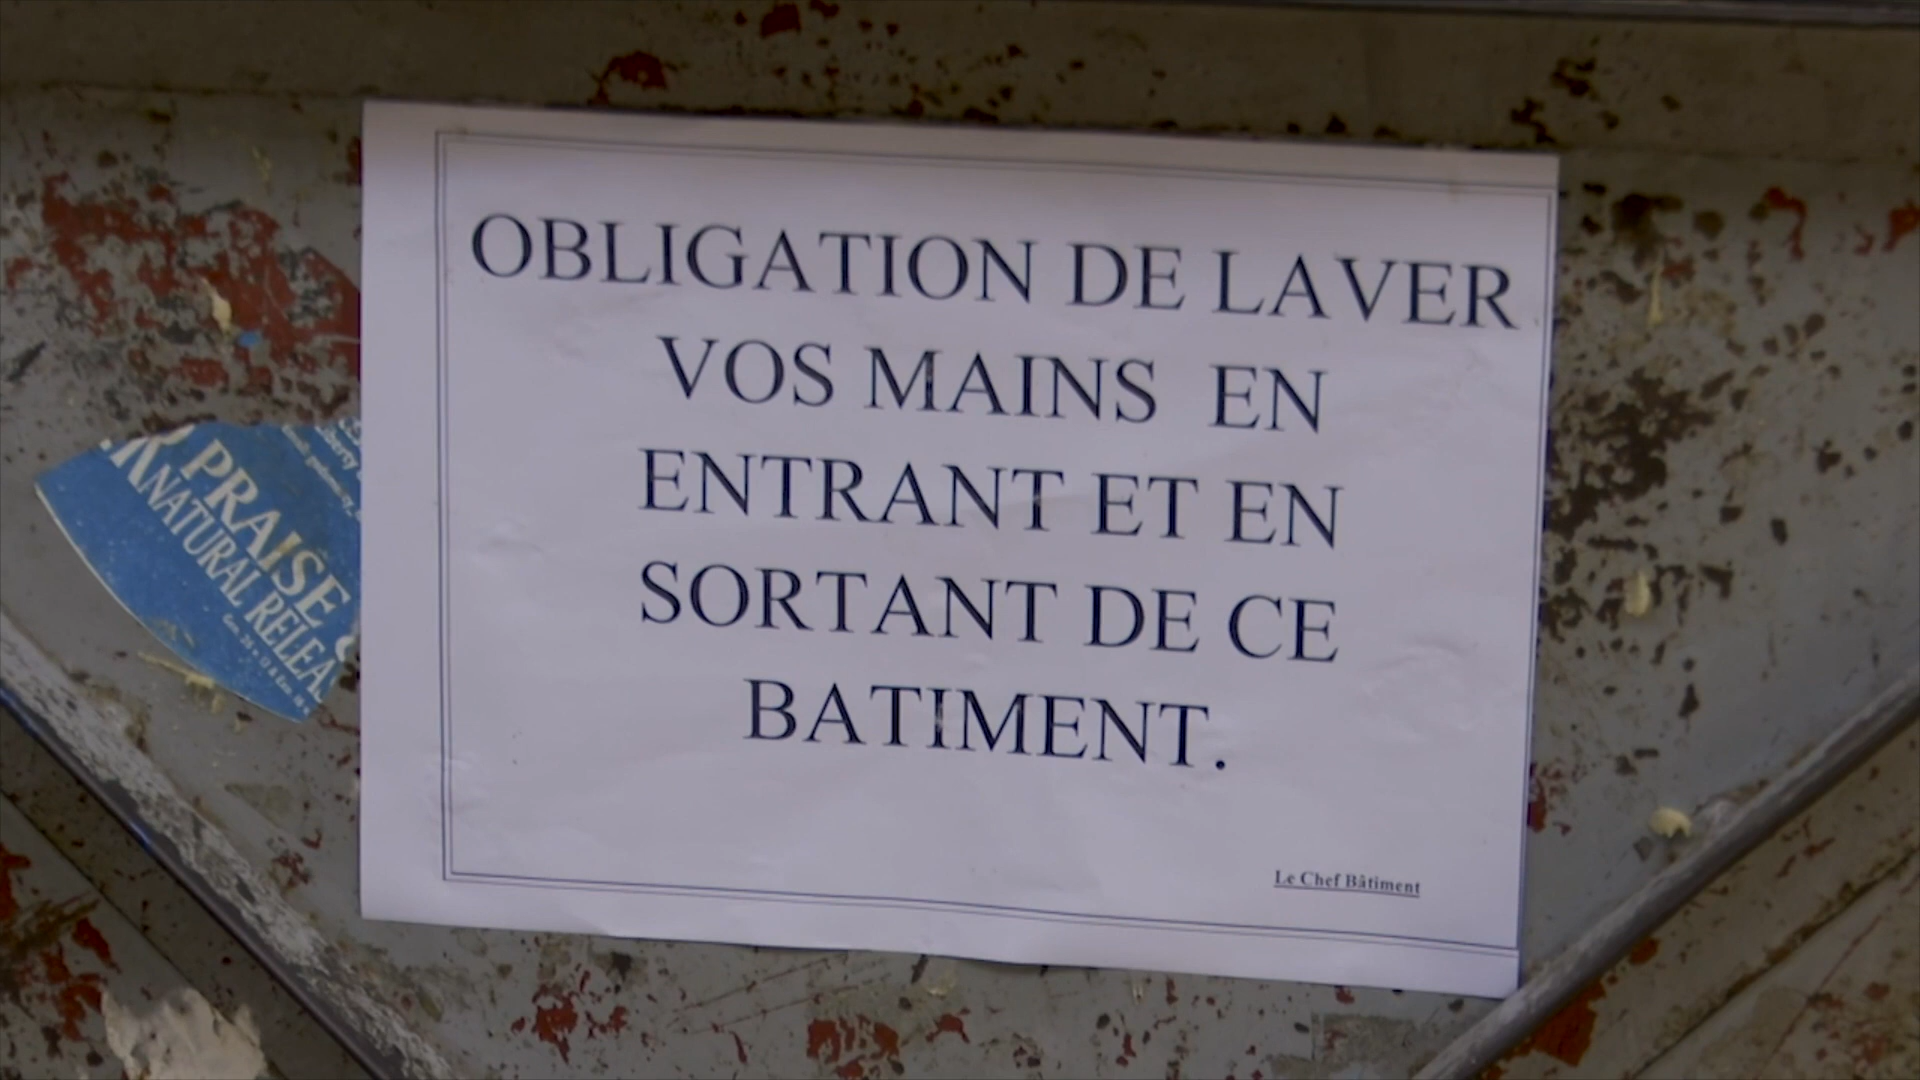 OBLIGATION DE LAVER
VOS MAINS EN
ENTRANT ET EN
SORTANT DE CE
BATIMENT.
Le Chef Bâtiment
PRAISE
NATURAL RELEA